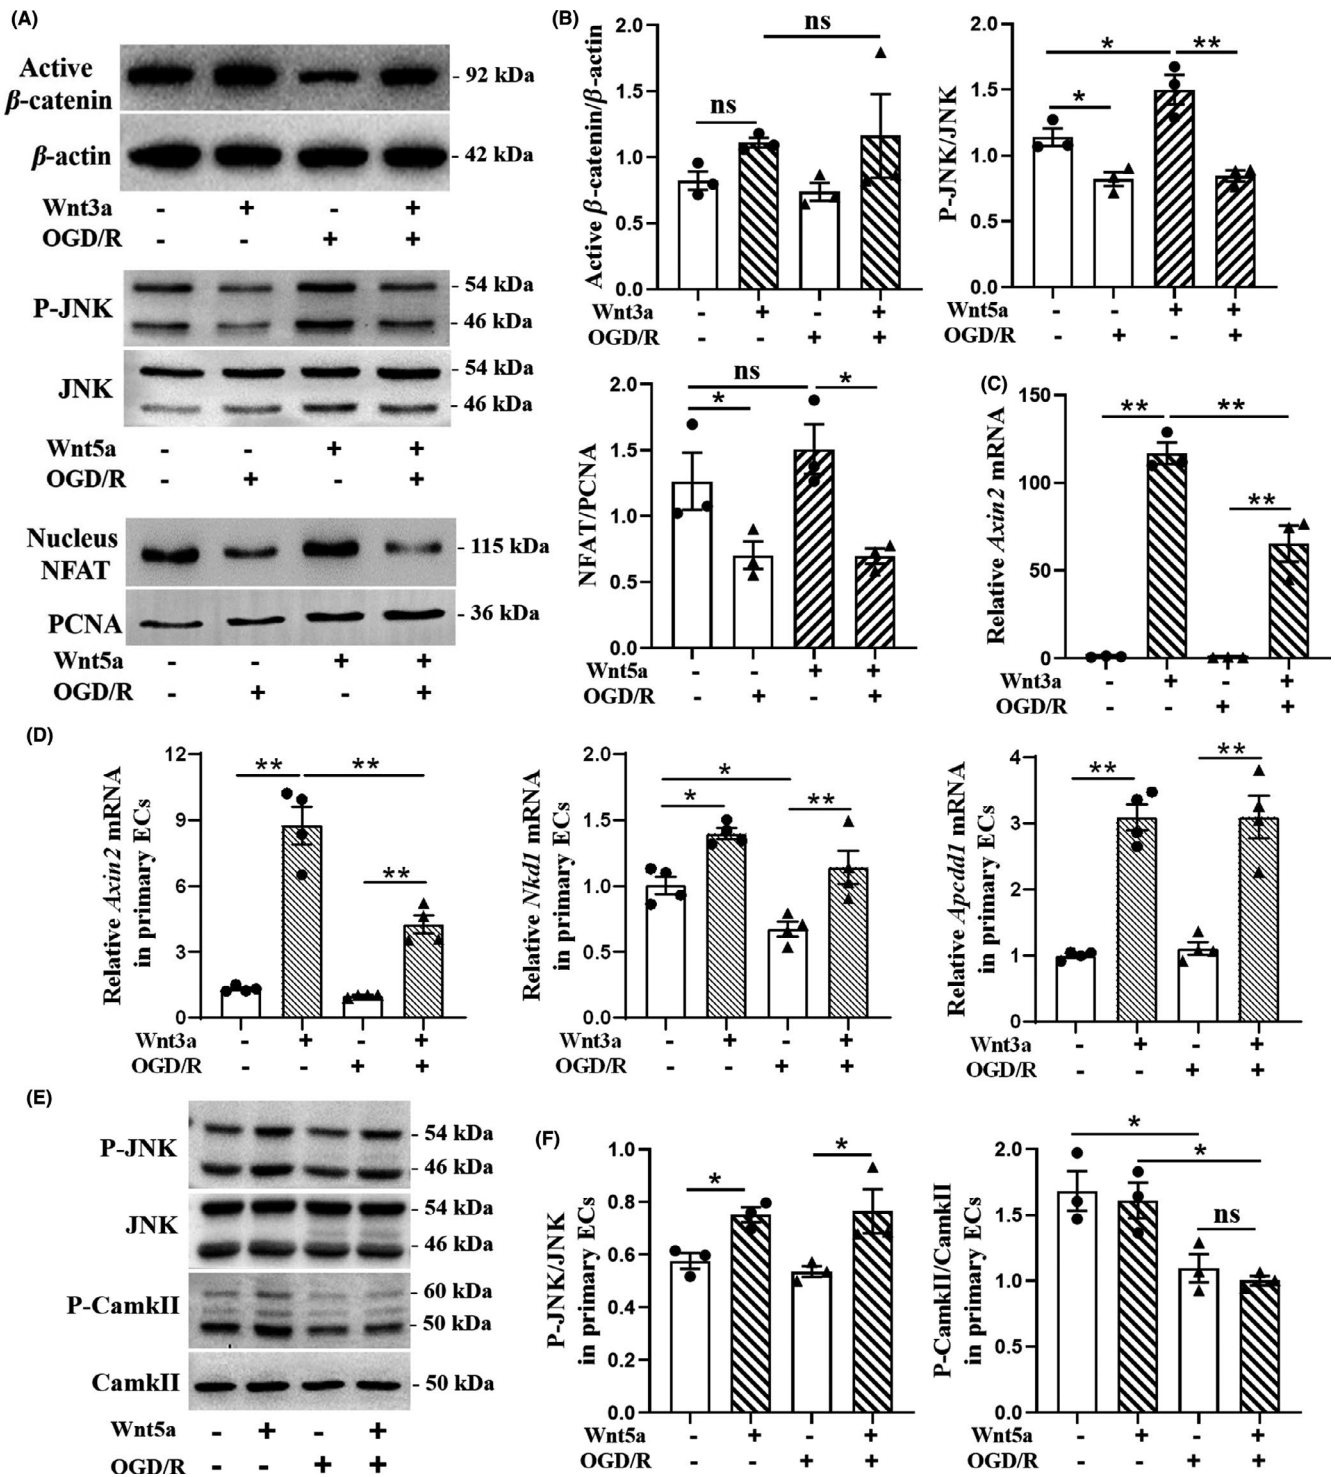 (A)
Active
β-catenin
- 92 kDa
β-actin
- 42 kDa
Wnt3a - + - +
OGD/R - - + +
P-JNK
- 54 kDa
- 46 kDa
JNK
- 54 kDa
- 46 kDa
Wnt5a - - + +
OGD/R - + - +
Nucleus
NFAT
- 115 kDa
PCNA
- 36 kDa
Wnt5a - - + +
OGD/R - + - +
(B)
Active β-catenin/β-actin
2.0
1.5
1.0
0.5
0.0
ns
ns
Wnt3a - + - +
OGD/R - - + +
P-JNK/JNK
2.0
1.5
1.0
0.5
0.0
* **
*
Wnt5a - - + +
OGD/R - + - +
NFAT/PCNA
2.0
1.5
1.0
0.5
0.0
ns *
*
Wnt5a - - + +
OGD/R - + - +
(C)
Relative Axin2 mRNA
150
100
50
0
** **
**
Wnt3a - + - +
OGD/R - - + +
(D)
Relative Axin2 mRNA
in primary ECs
12
9
6
3
0
** **
**
Wnt3a - + - +
OGD/R - - + +
Relative Nkd1 mRNA
in primary ECs
2.0
1.5
1.0
0.5
0.0
*
* **
Wnt3a - + - +
OGD/R - - + +
Relative Apcdd1 mRNA
in primary ECs
4
3
2
1
0
** **
Wnt3a - + - +
OGD/R - - + +
(E)
P-JNK
- 54 kDa
- 46 kDa
JNK
- 54 kDa
- 46 kDa
P-CamkII
- 60 kDa
- 50 kDa
CamkII
- 50 kDa
Wnt5a - + - +
OGD/R - - + +
(F)
P-JNK/JNK
in primary ECs
1.0
0.8
0.6
0.4
0.2
0.0
* *
Wnt5a - + - +
OGD/R - - + +
P-CamkII/CamkII
in primary ECs
2.0
1.5
1.0
0.5
0.0
*
*
ns
Wnt5a - + - +
OGD/R - - + +